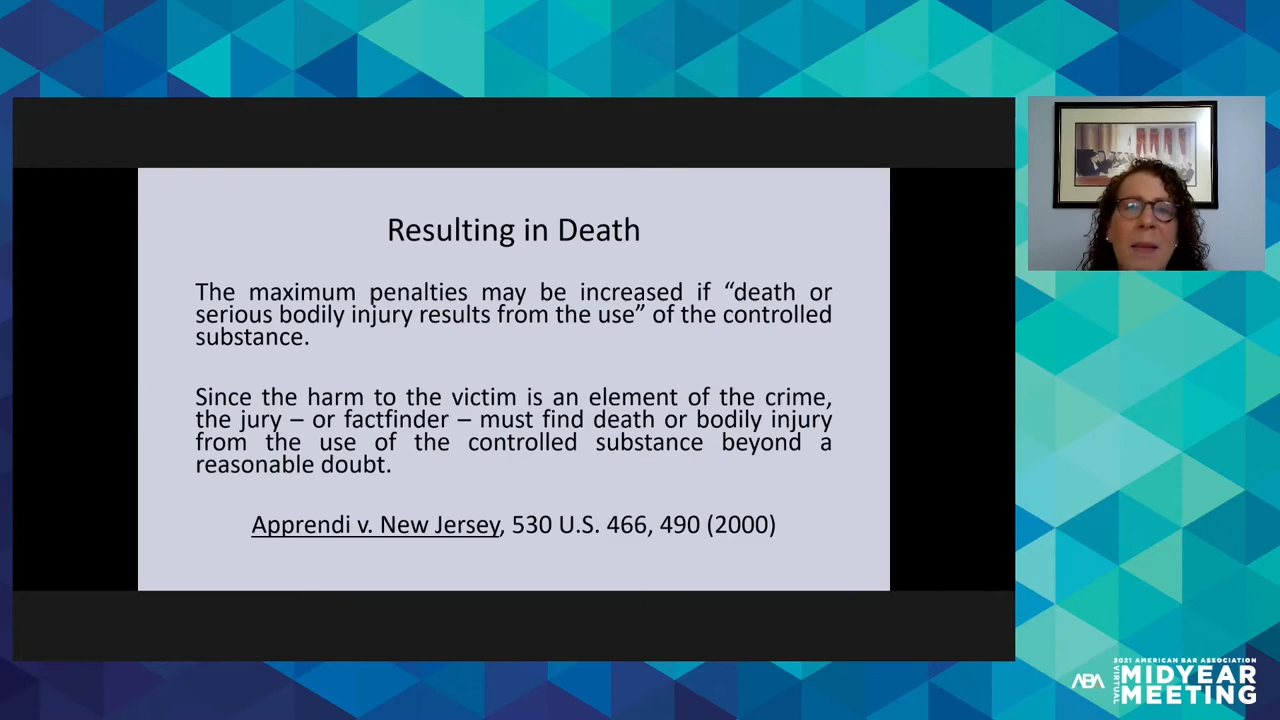 Resulting in Death
The maximum penalties may be increased if “death or
serious bodily injury results from the use” of the controlled
substance.
Since the harm to the victim is an element of the crime,
the jury – or factfinder – must find death or bodily injury
from the use of the controlled substance beyond a
reasonable doubt.
Apprendi v. New Jersey, 530 U.S. 466, 490 (2000)
2021 AMERICAN BAR ASSOCIATION
ABA VIRTUAL MIDYEAR
MEETING